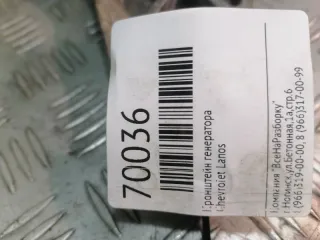 70036
Кронштейн генератора
Chevrolet Lanos
Компания "ВсеНаРазборку"
г.Ногинск,ул.Бетонная,1а,стр.6
(966)319-00-00, 8 (966)317-00-99